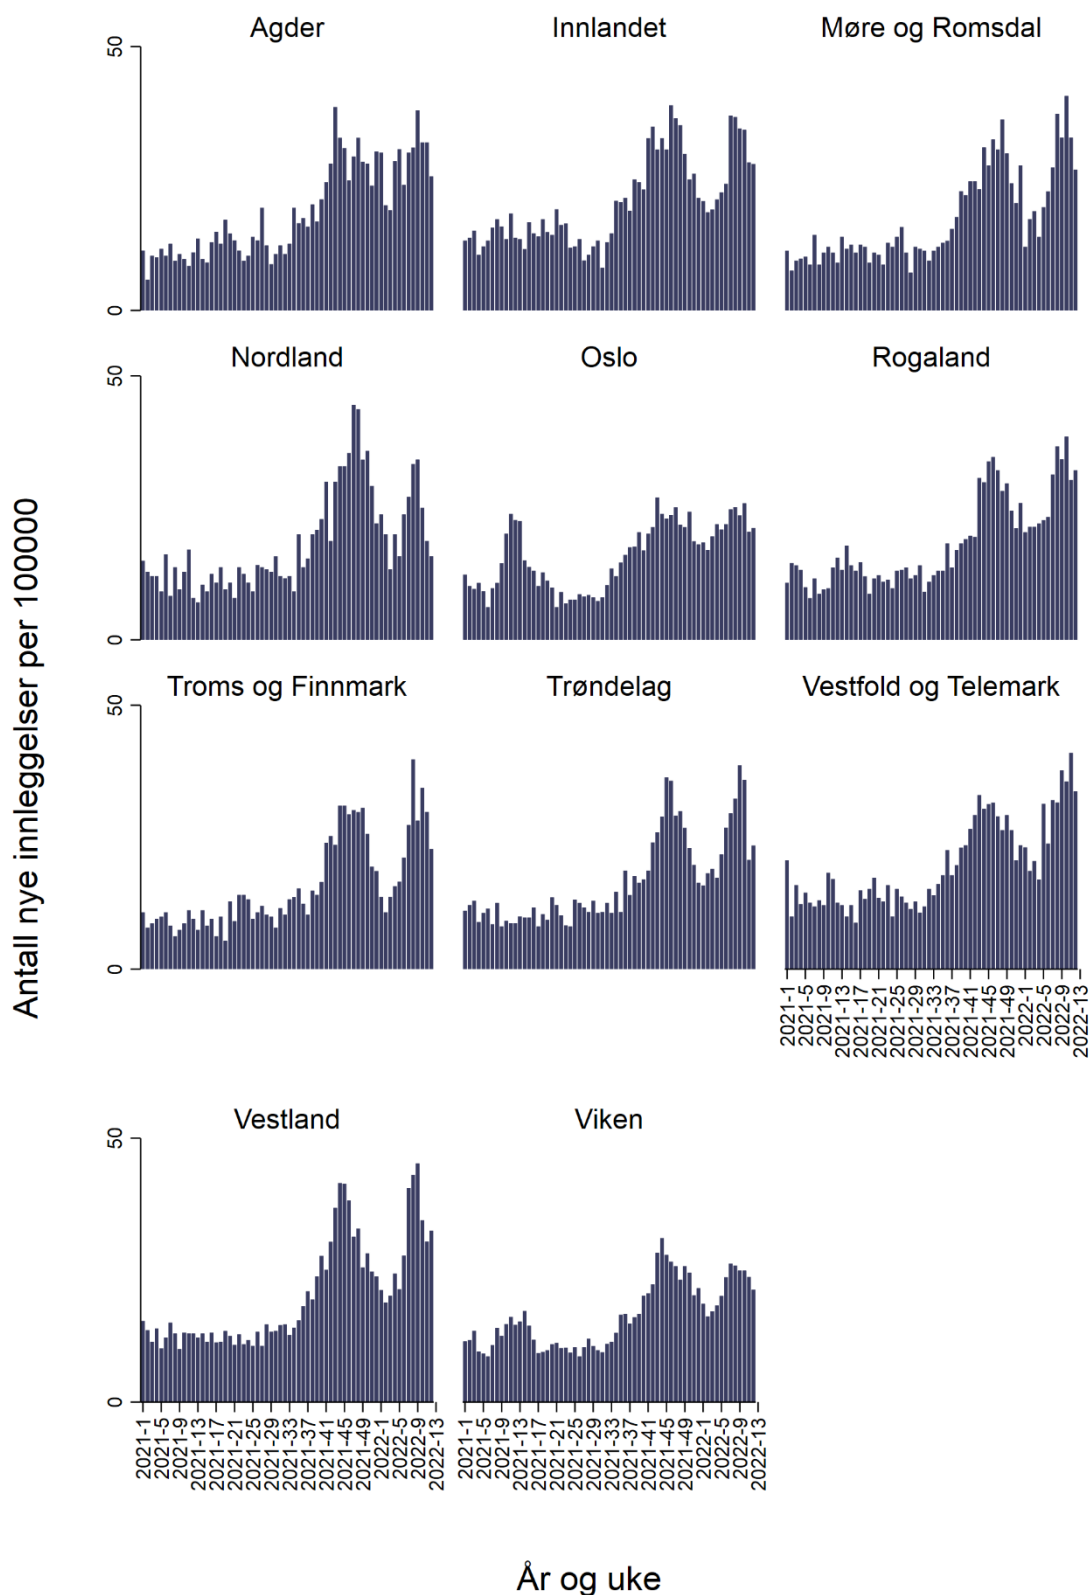 Agder Innlandet Møre og Romsdal
50
0
Nordland Oslo Rogaland
50
0
Troms og Finnmark Trøndelag Vestfold og Telemark
50
0
2021-1 2021-5 2021-9 2021-13 2021-17 2021-21 2021-25 2021-29 2021-33 2021-37 2021-41 2021-45 2021-49 2022-1 2022-5 2022-9 2022-13
Vestland Viken
50
0
2021-1 2021-5 2021-9 2021-13 2021-17 2021-21 2021-25 2021-29 2021-33 2021-37 2021-41 2021-45 2021-49 2022-1 2022-5 2022-9 2022-13
2021-1 2021-5 2021-9 2021-13 2021-17 2021-21 2021-25 2021-29 2021-33 2021-37 2021-41 2021-45 2021-49 2022-1 2022-5 2022-9 2022-13
Antall nye innleggelser per 100000
År og uke